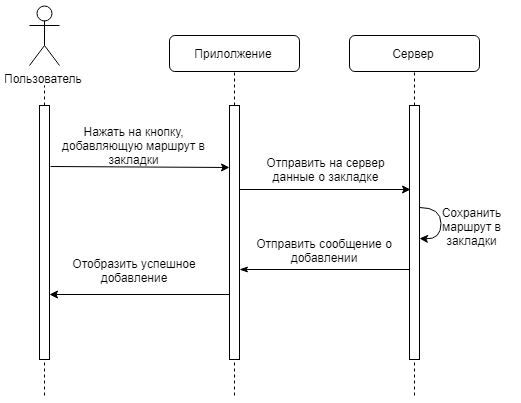 Пользователь
Прилолжение
Сервер
Нажать на кнопку,
добавляющую маршрут в
закладки
Отправить на сервер
данные о закладке
Сохранить
маршрут в
закладки
Отправить сообщение о
добавлении
Отобразить успешное
добавление